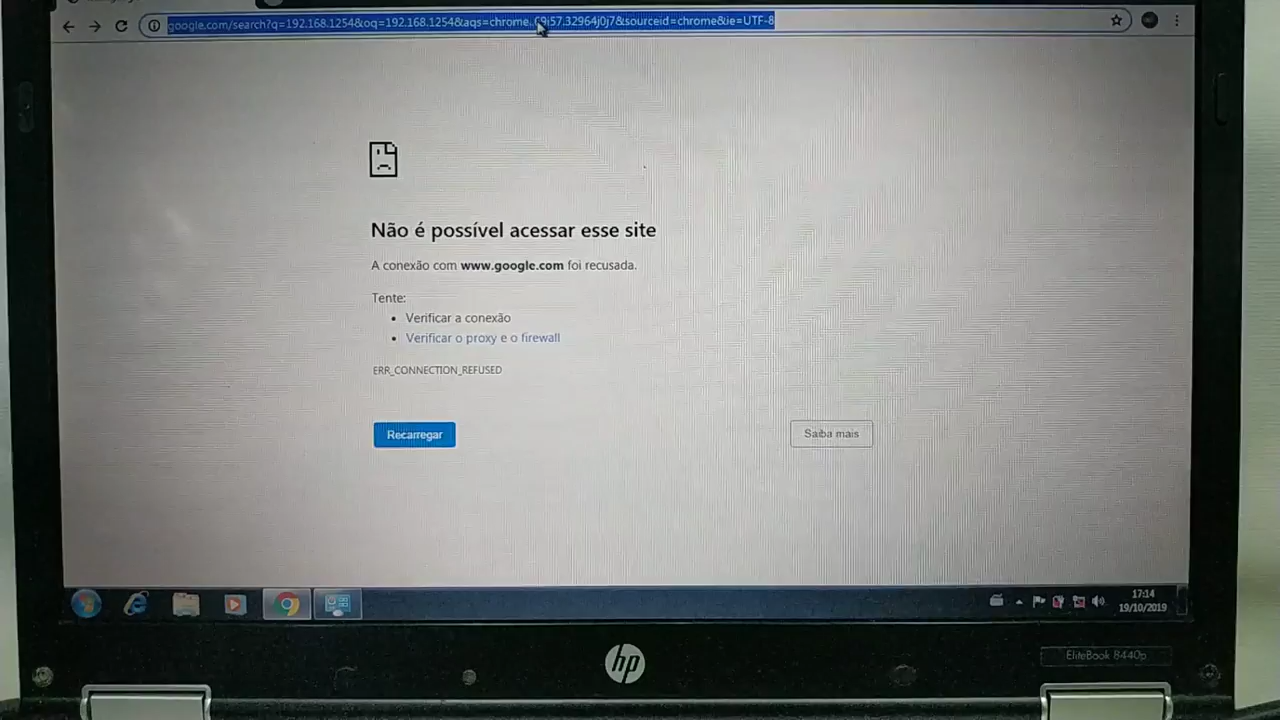 google.com/search?q=192.168.1254&oq=192.168.1254&aqs=chrome..69i57.32964j0j7&sourceid=chrome&ie=UTF-8
Não é possível acessar esse site
A conexão com www.google.com foi recusada.
Tente:
• Verificar a conexão
• Verificar o proxy e o firewall
ERR_CONNECTION_REFUSED
Recarregar
Saiba mais
17:14
19/10/2019
hp
EliteBook 8440p